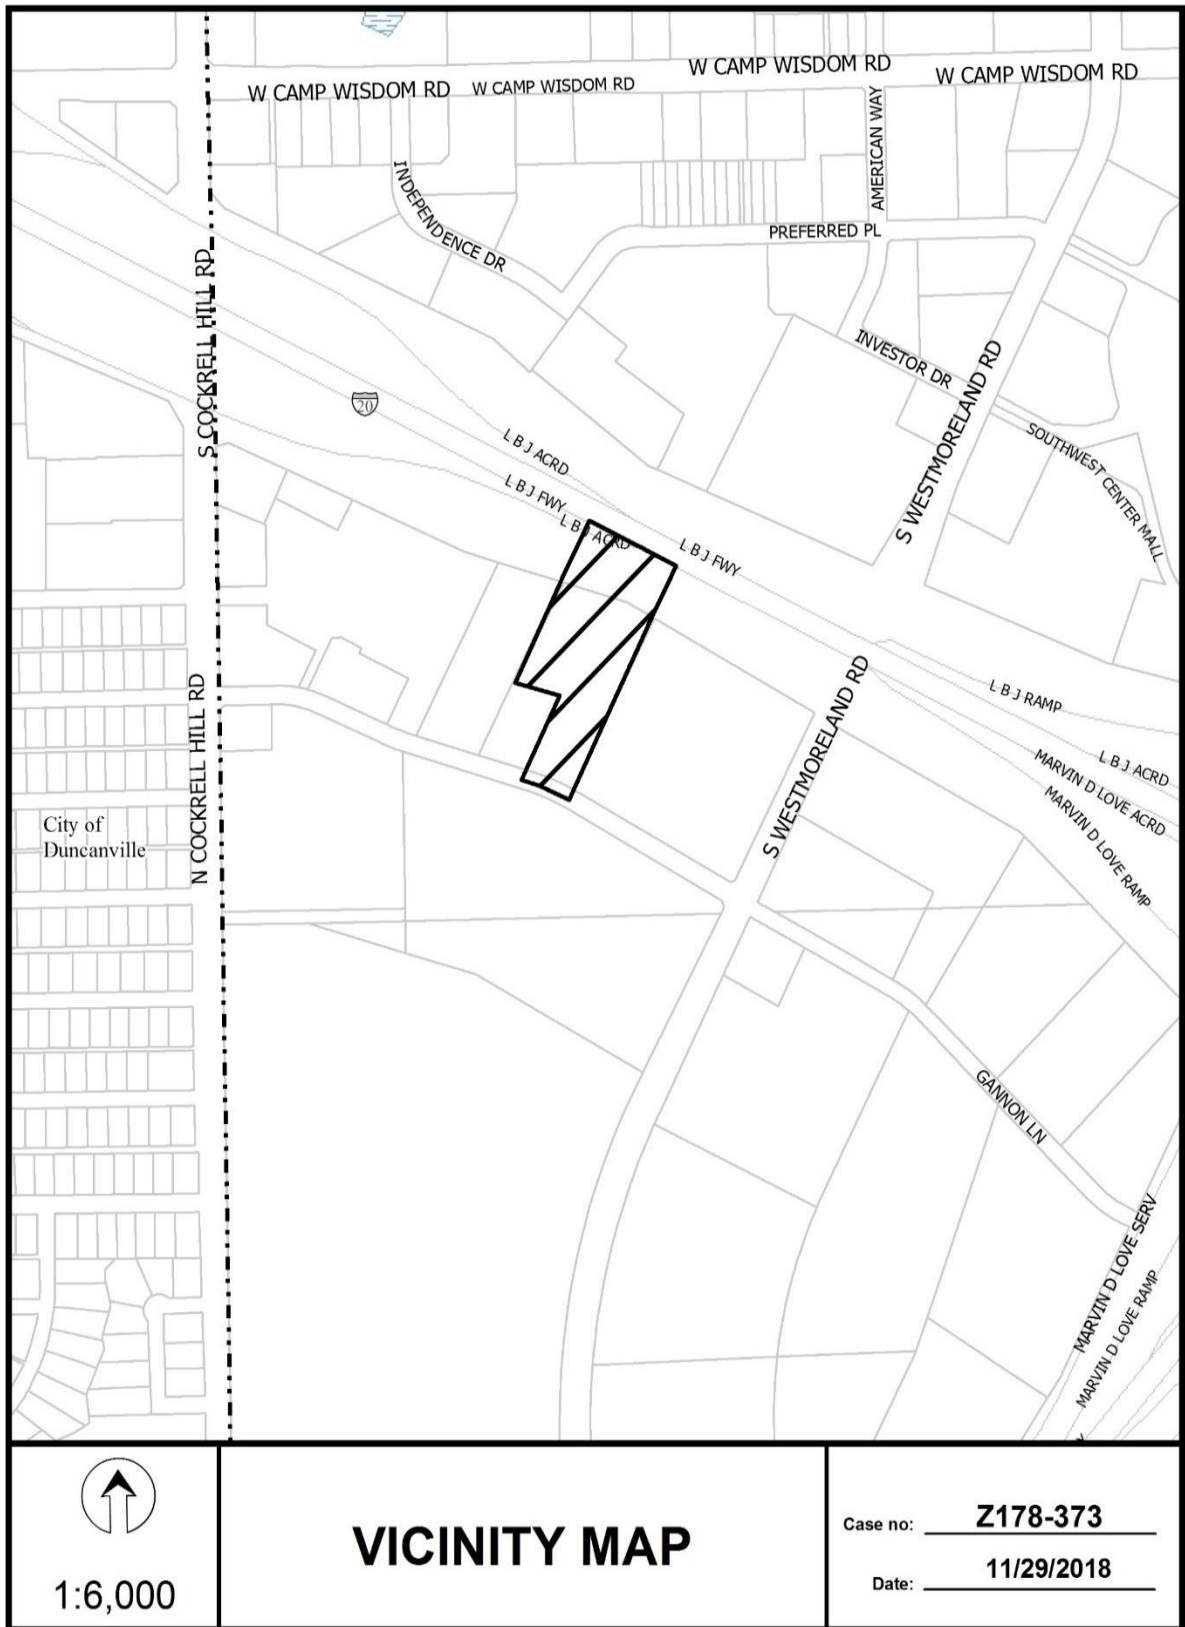 W CAMP WISDOM RD
W CAMP WISDOM RD
W CAMP WISDOM RD
W CAMP WISDOM RD
AMERICAN WAY
INDEPENDENCE DR
PREFERRED PL
S COCKRELL HILL RD
INVESTOR DR
S WESTMORELAND RD
20
SOUTHWEST CENTER MALL
L B J ACRD
L B J FWY
L B J ACRD
L B J FWY
S WESTMORELAND RD
L B J RAMP
N COCKRELL HILL RD
L B J ACRD
MARVIN D LOVE ACRD
MARVIN D LOVE RAMP
City of
Duncanville
GANNON LN
MARVIN D LOVE SERV
MARVIN D LOVE RAMP
1:6,000
VICINITY MAP
Case no: Z178-373
Date: 11/29/2018